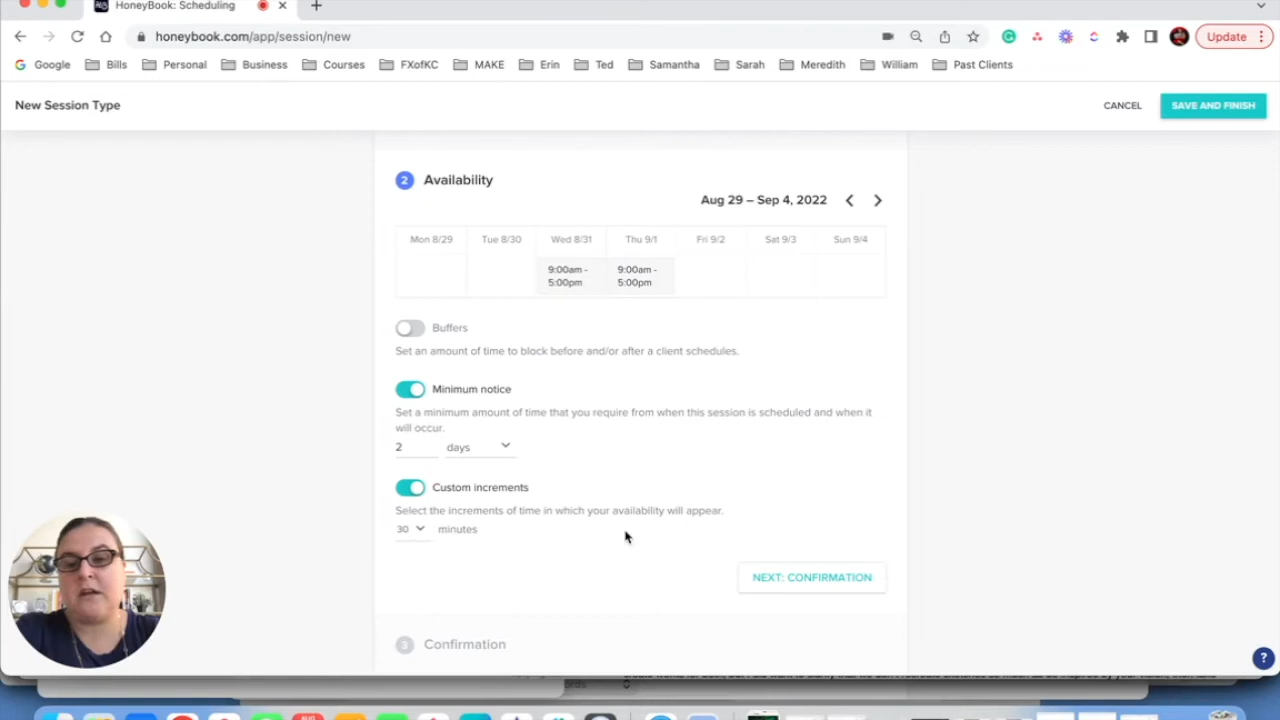 HoneyBook: Scheduling
honeybook.com/app/session/new
Update
Google Bills Personal Business Courses FXofKC MAKE Erin Ted Samantha Sarah Meredith William Past Clients
New Session Type
CANCEL
SAVE AND FINISH
2 Availability
Aug 29 – Sep 4, 2022
Mon 8/29 Tue 8/30 Wed 8/31 Thu 9/1 Fri 9/2 Sat 9/3 Sun 9/4
9:00am - 9:00am -
5:00pm 5:00pm
Buffers
Set an amount of time to block before and/or after a client schedules.
Minimum notice
Set a minimum amount of time that you require from when this session is scheduled and when it
will occur.
2 days
Custom increments
Select the increments of time in which your availability will appear.
30 minutes
NEXT: CONFIRMATION
3 Confirmation
?